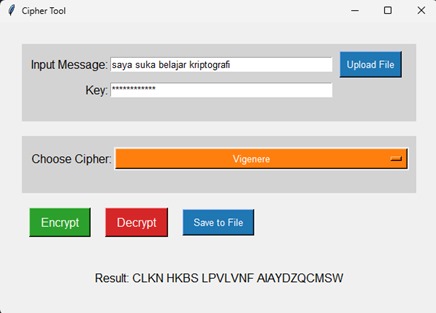 Cipher Tool
Input Message: saya suka belajar kriptografi Upload File
Key: ************
Choose Cipher: Vigenere
Encrypt Decrypt Save to File
Result: CLKN HKBS LPVLVNF AIAYDZQCMSW